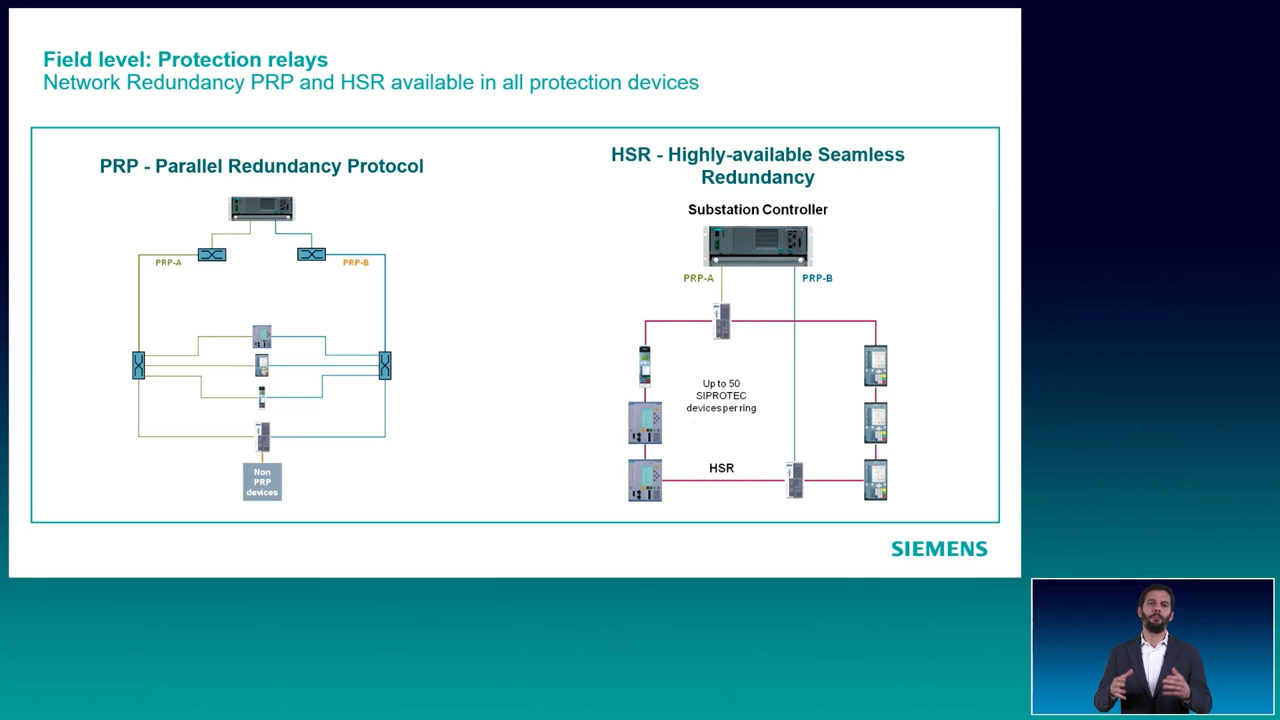 Field level: Protection relays
Network Redundancy PRP and HSR available in all protection devices
PRP - Parallel Redundancy Protocol
PRP-A
PRP-B
Non
PRP
devices
HSR - Highly-available Seamless
Redundancy
Substation Controller
PRP-A
PRP-B
Up to 50
SIPROTEC
devices per ring
HSR
SIEMENS